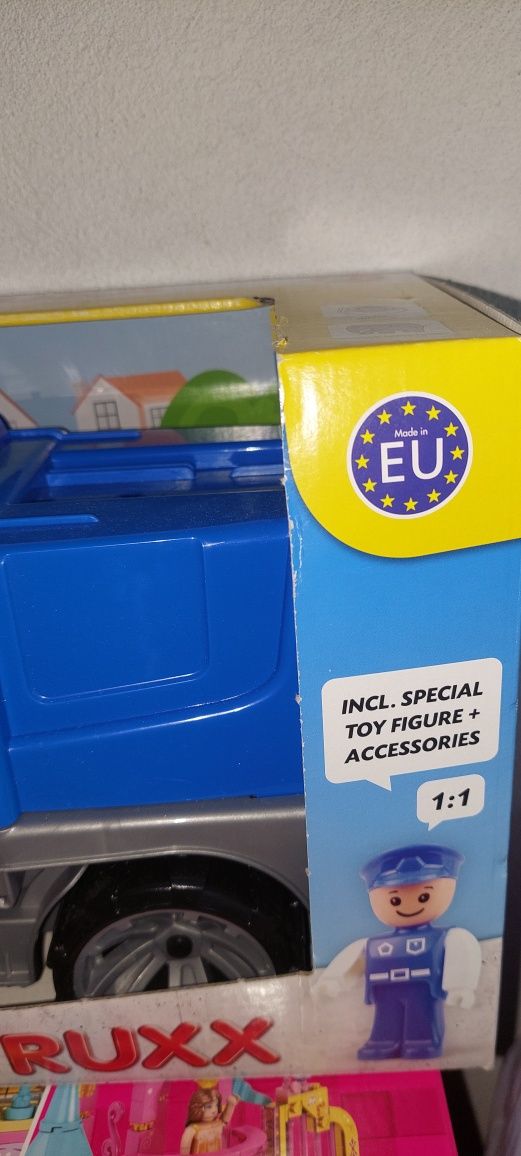 Made in
EU
INCL. SPECIAL
TOY FIGURE +
ACCESSORIES
1:1
RUXX